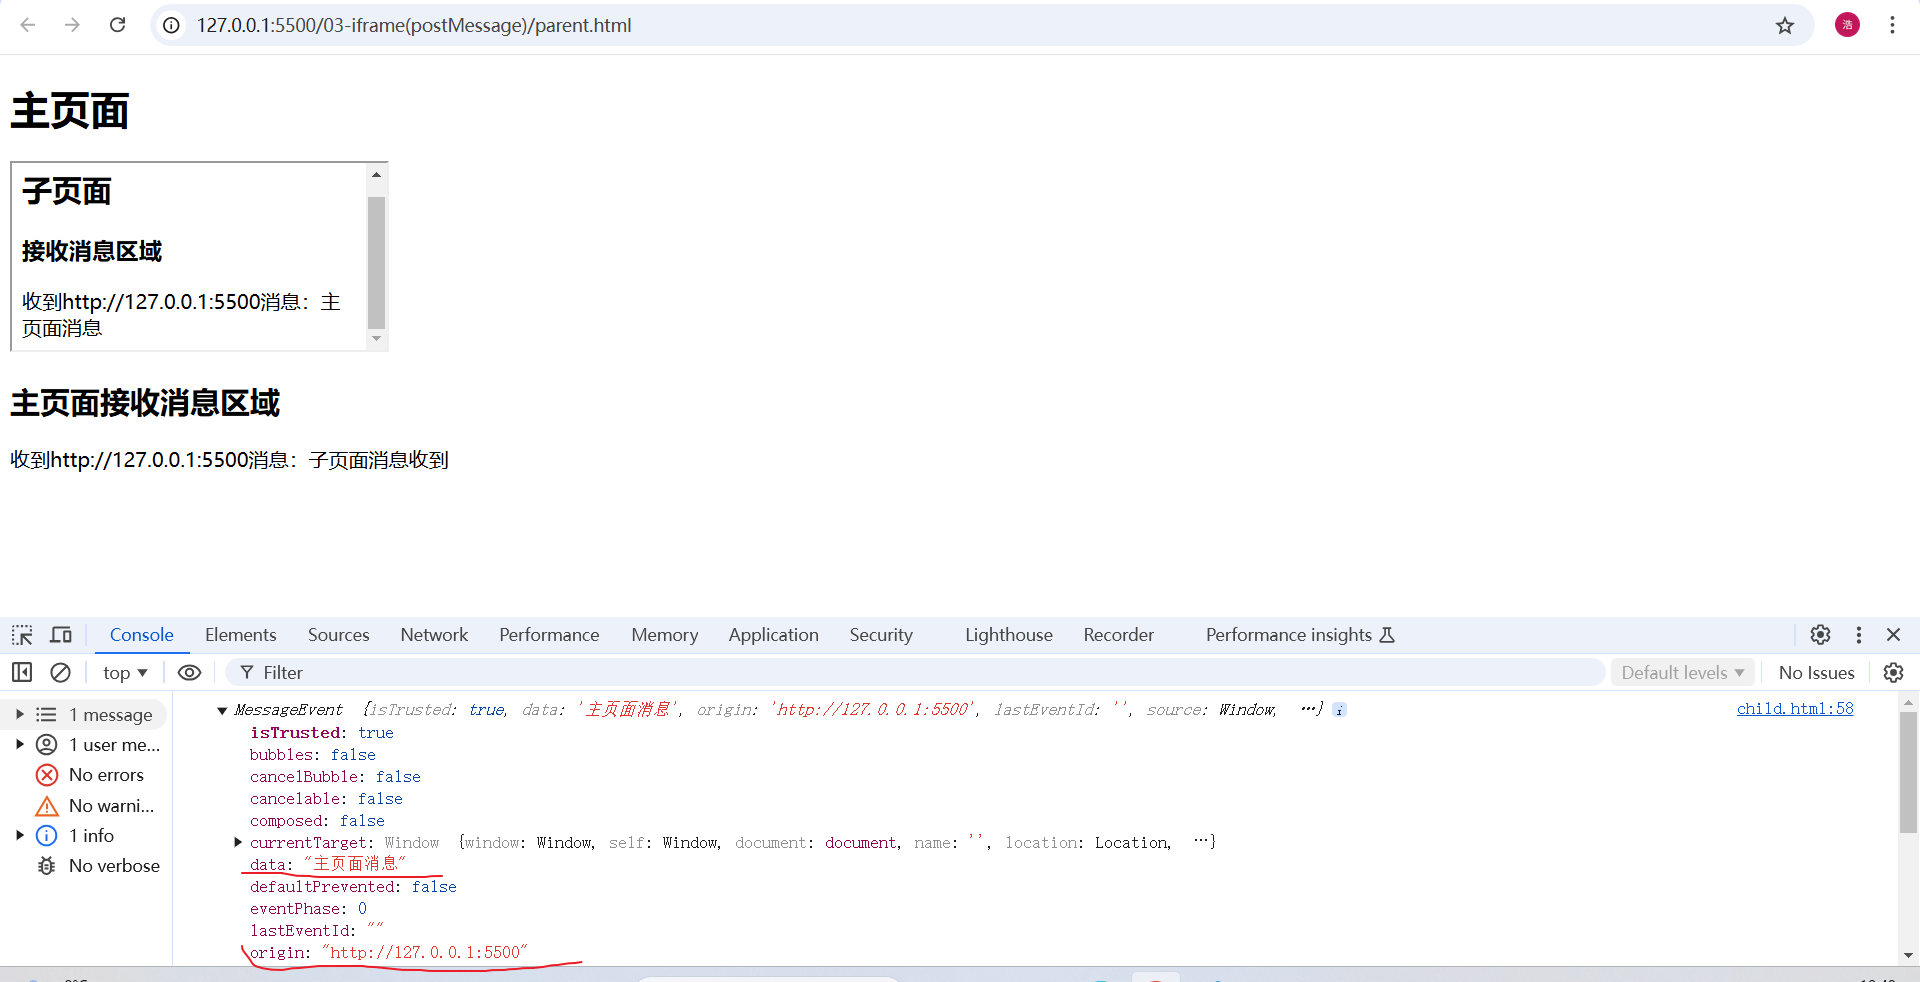 127.0.0.1:5500/03-iframe(postMessage)/parent.html
浩
主页面
子页面
接收消息区域
收到http://127.0.0.1:5500消息：主
页面消息
主页面接收消息区域
收到http://127.0.0.1:5500消息：子页面消息收到
Console Elements Sources Network Performance Memory Application Security Lighthouse Recorder Performance insights
top ▼ Filter Default levels ▼ No Issues
1 message
1 user me...
No errors
No warni...
1 info
No verbose
▼ MessageEvent {isTrusted: true, data: '主页面消息', origin: 'http://127.0.0.1:5500', lastEventId: '', source: Window, …} i
child.html:58
isTrusted: true
bubbles: false
cancelBubble: false
cancelable: false
composed: false
▶ currentTarget: Window {window: Window, self: Window, document: document, name: '', location: Location, …}
data: "主页面消息"
defaultPrevented: false
eventPhase: 0
lastEventId: ""
origin: "http://127.0.0.1:5500"